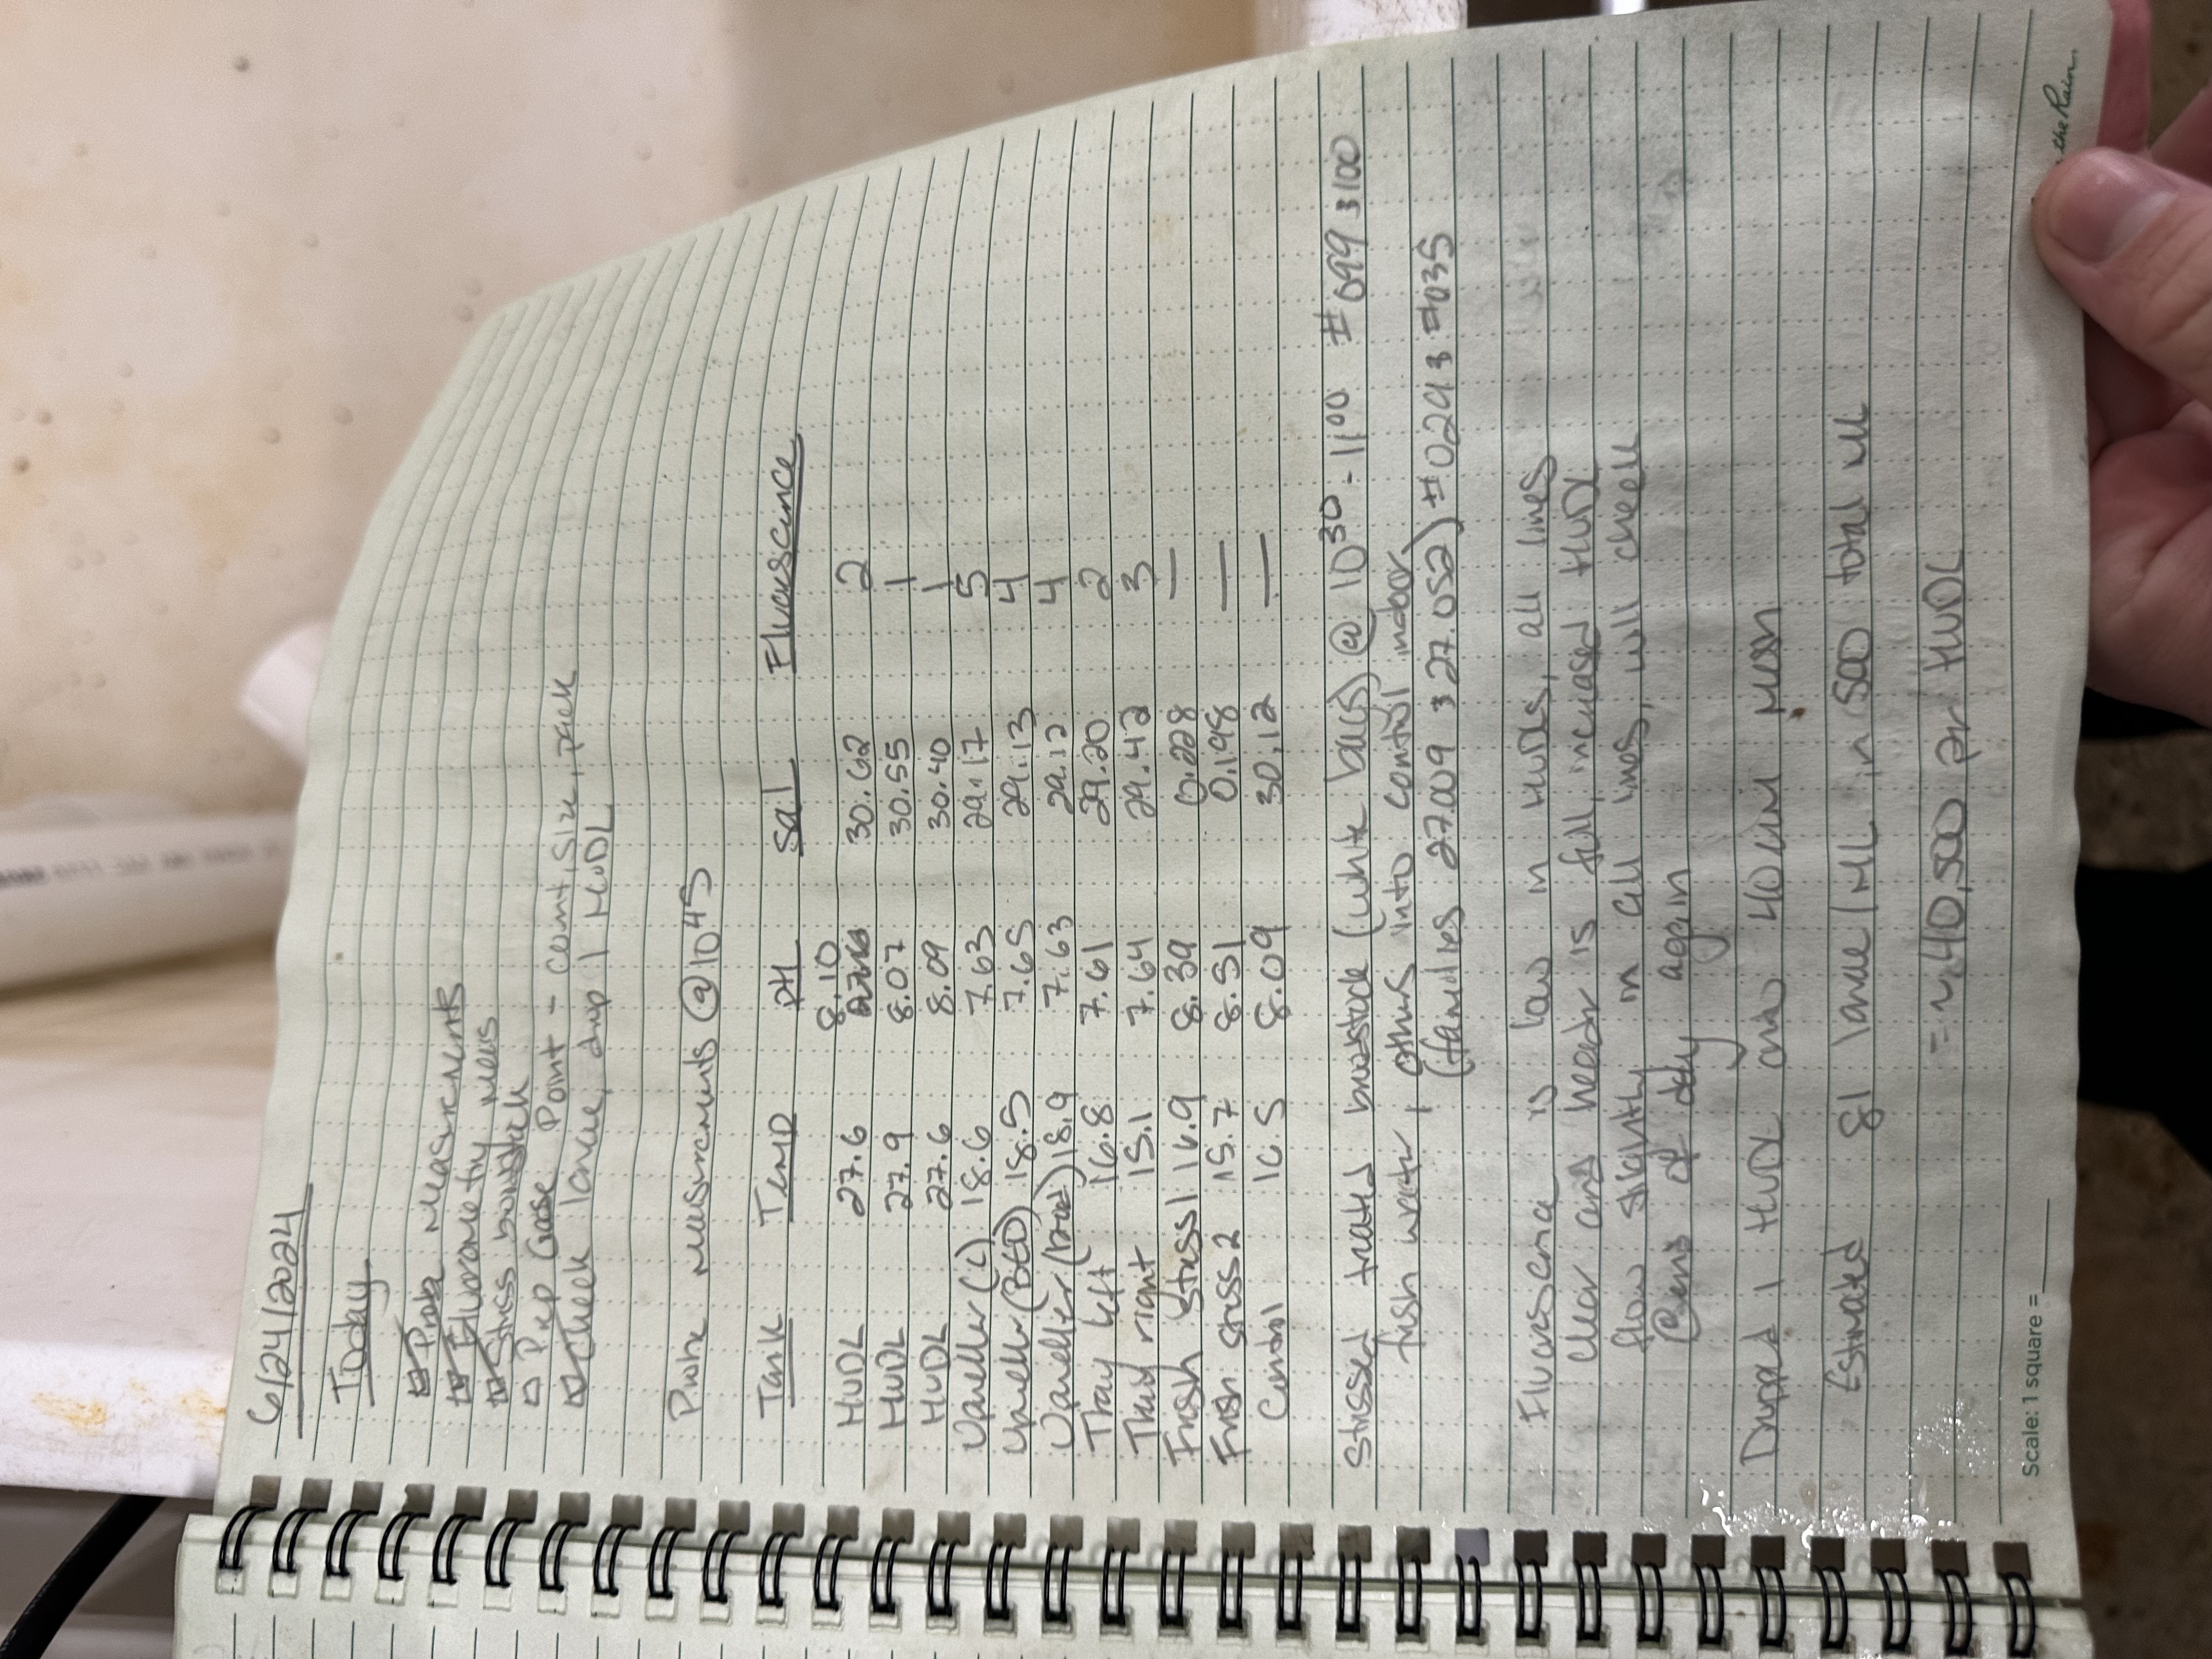 6/24/2024
Today
Probe measurements
Fluorometry meas
Stress broodstock
Prep Goose Point - count, size, pack
Check larvae, drop 1 HUDL
Probe measurements @ 10 45
Tank Temp pH Sal Fluorescence
8.10
HUDL 27.6 30.62 2
HUDL 27.9 8.07 30.55 1
HUDL 27.6 8.09 30.40 1
Upweller (L) 18.6 7.63 29.17 5
Upweller 18.5 7.65 29.13 4
Upweller 18.9 7.63 29.12 4
Tray left 16.8 7.61 29.20 2
Tray right 15.1 7.64 29.42 3
Fresh stress 1 16.9 8.39 0.228 —
Fresh stress 2 15.7 8.51 0.198 —
Control 16.5 8.09 30.12 —
Stressed treated broodstock (white bags) @ 10 30 - 11 00 #099 & 100
fresh water, others into control indoor
(families 27.009 & 27.052) #029 & #035
Fluorescence is low in HUDLs, all lines
clear and header is full, increased HUDL
flow slightly in all lines, will check
@ end of day again
Dropped 1 HUDL onto 40 um mesh
Estimated 81 larvae/mL in 500 total mL
= ~40,500 per HUDL
Scale: 1 square =
the Rain.